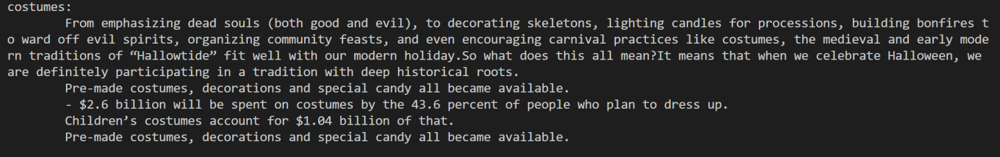 costumes:
From emphasizing dead souls (both good and evil), to decorating skeletons, lighting candles for processions, building bonfires t
o ward off evil spirits, organizing community feasts, and even encouraging carnival practices like costumes, the medieval and early mode
rn traditions of “Hallowtide” fit well with our modern holiday.So what does this all mean?It means that when we celebrate Halloween, we
are definitely participating in a tradition with deep historical roots.
Pre-made costumes, decorations and special candy all became available.
- $2.6 billion will be spent on costumes by the 43.6 percent of people who plan to dress up.
Children’s costumes account for $1.04 billion of that.
Pre-made costumes, decorations and special candy all became available.